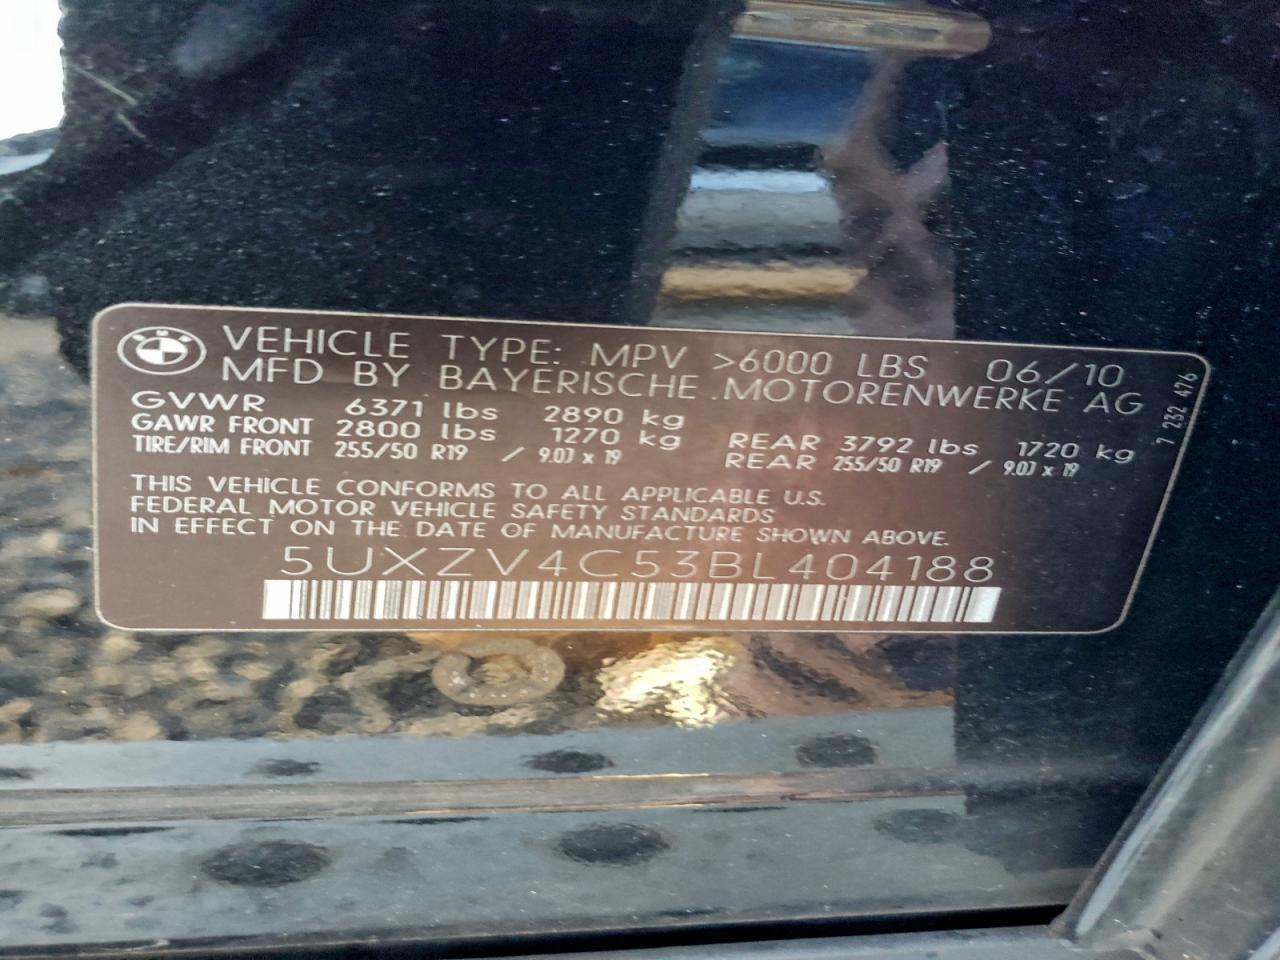 VEHICLE TYPE: MPV >6000 LBS 06/10
MFD BY BAYERISCHE MOTORENWERKE AG
GVWR 6371 lbs 2890 kg
GAWR FRONT 2800 lbs 1270 kg REAR 3792 lbs 1720 kg
TIRE/RIM FRONT 255/50 R19 / 9.0J x 19 REAR 255/50 R19 / 9.0J x 19
THIS VEHICLE CONFORMS TO ALL APPLICABLE U.S.
FEDERAL MOTOR VEHICLE SAFETY STANDARDS
IN EFFECT ON THE DATE OF MANUFACTURE SHOWN ABOVE.
5UXZV4C53BL404188
7 232 476